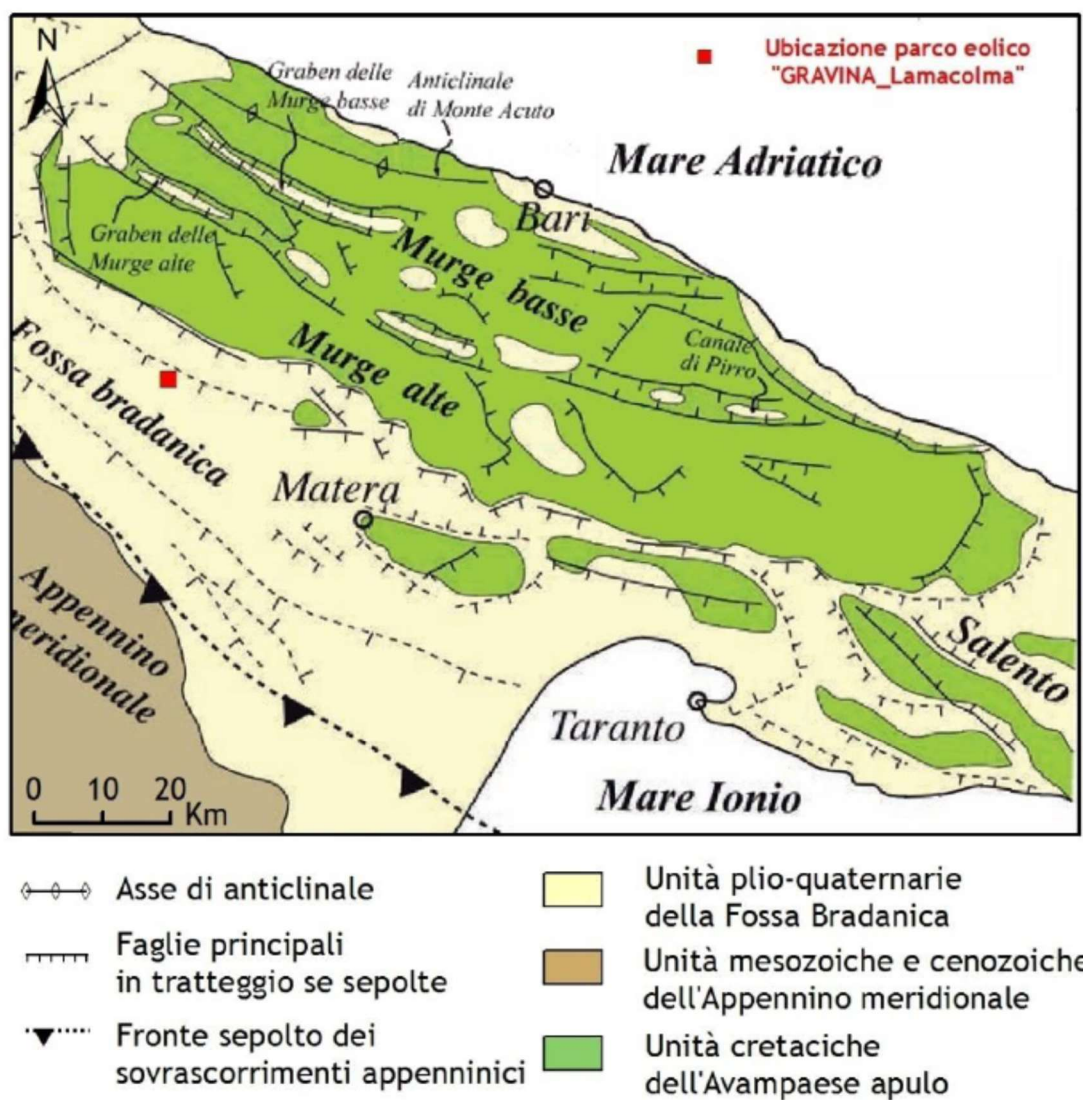 N
Graben delle
Murge basse
Anticlinale
di Monte Acuto
Ubicazione parco eolico
"GRAVINA_Lamacolma"
Mare Adriatico
Bari
Graben delle
Murge alte
Murge
basse
Canale
di Pirro
Fossa bradanica
Murge alte
Matera
Appennino
meridionale
Salento
Taranto
Mare Ionio
0 10 20
Km
Asse di anticlinale
Faglie principali
in tratteggio se sepolte
Fronte sepolto dei
sovrascorrimenti appenninici
Unità plio-quaternarie
della Fossa Bradanica
Unità mesozoiche e cenozoiche
dell'Appennino meridionale
Unità cretaciche
dell'Avampaese apulo